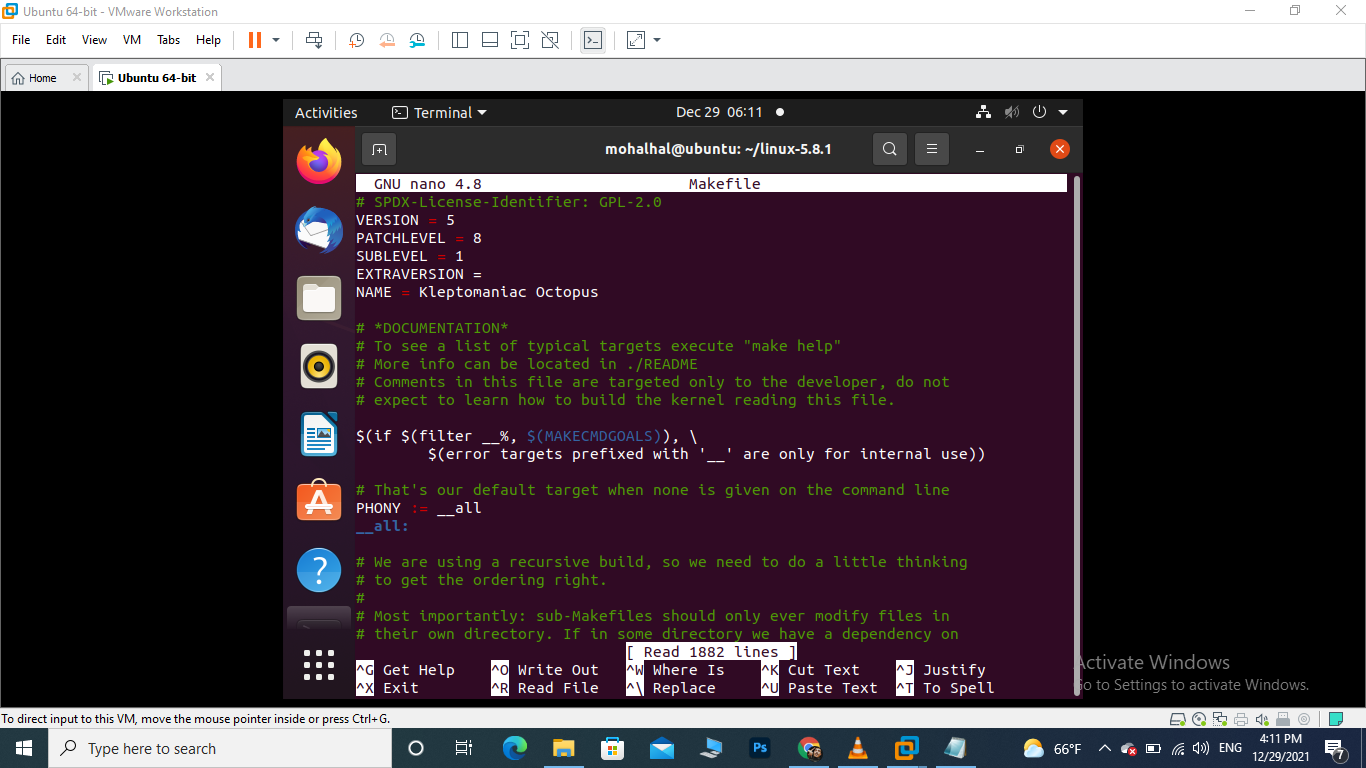 Ubuntu 64-bit - VMware Workstation
File Edit View VM Tabs Help
Home Ubuntu 64-bit
Activities Terminal Dec 29 06:11
mohalhal@ubuntu: ~/linux-5.8.1
GNU nano 4.8 Makefile
# SPDX-License-Identifier: GPL-2.0
VERSION = 5
PATCHLEVEL = 8
SUBLEVEL = 1
EXTRAVERSION =
NAME = Kleptomaniac Octopus
# *DOCUMENTATION*
# To see a list of typical targets execute "make help"
# More info can be located in ./README
# Comments in this file are targeted only to the developer, do not
# expect to learn how to build the kernel reading this file.
$(if $(filter __%, $(MAKECMDGOALS)), \
$(error targets prefixed with '__' are only for internal use))
# That's our default target when none is given on the command line
PHONY := __all
__all:
# We are using a recursive build, so we need to do a little thinking
# to get the ordering right.
#
# Most importantly: sub-Makefiles should only ever modify files in
# their own directory. If in some directory we have a dependency on
[ Read 1882 lines ]
^G Get Help ^O Write Out ^W Where Is ^K Cut Text ^J Justify
^X Exit ^R Read File ^\ Replace ^U Paste Text ^T To Spell
Activate Windows
Go to Settings to activate Windows.
To direct input to this VM, move the mouse pointer inside or press Ctrl+G.
Type here to search
Ps
66°F
ENG
4:11 PM
12/29/2021
7